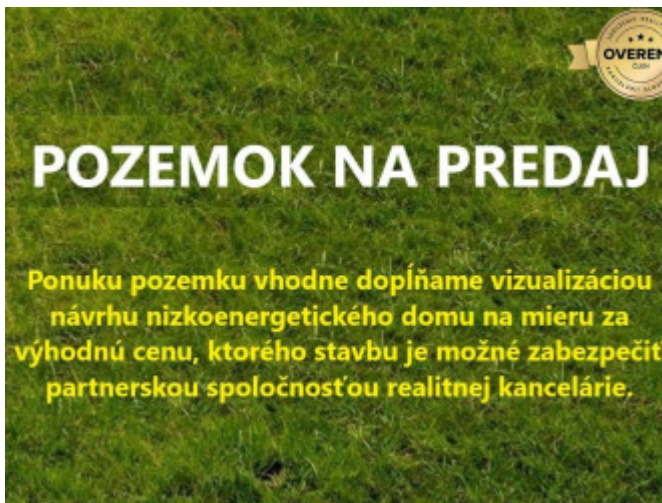 OVEREN
POZEMOK NA PREDAJ
Ponuku pozemku vhodne dopĺňame vizualizáciou
návrhu nizkoenergetického domu na mieru za
výhodnú cenu, ktorého stavbu je možné zabezpečiť
partnerskou spoločnosťou realitnej kancelárie.